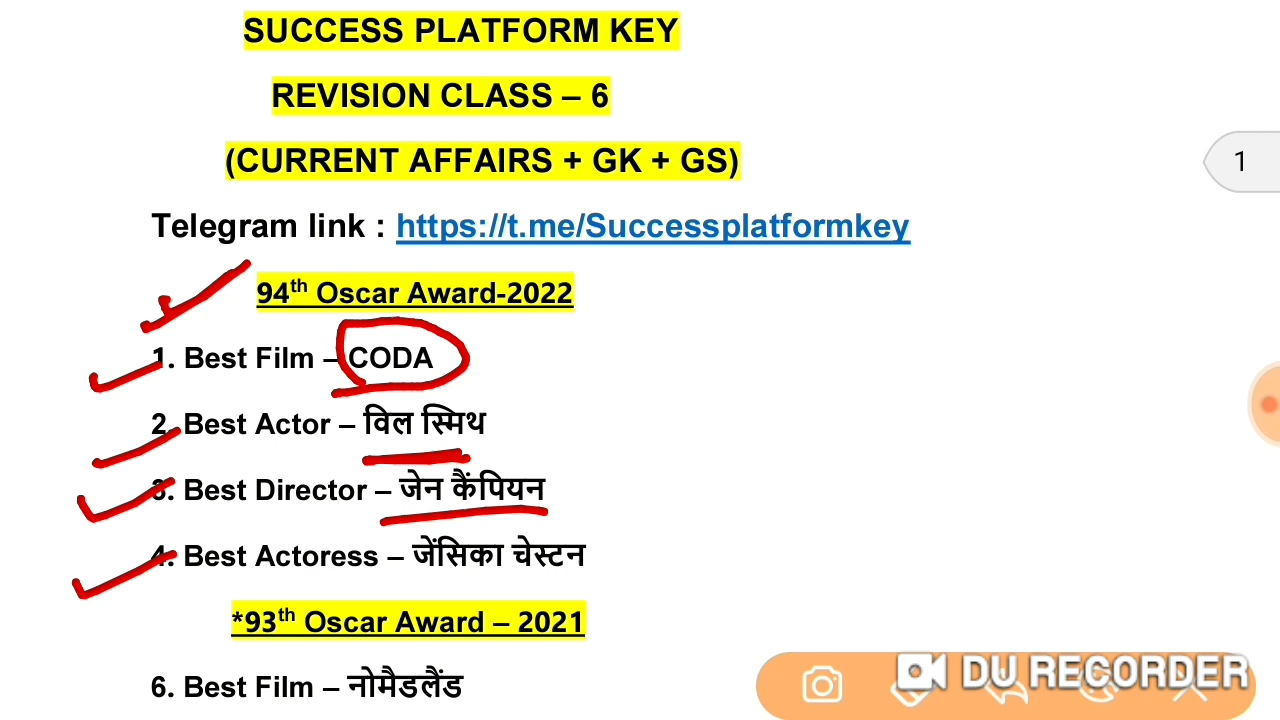 SUCCESS PLATFORM KEY
REVISION CLASS – 6
(CURRENT AFFAIRS + GK + GS)
1
Telegram link : https://t.me/Successplatformkey
94th Oscar Award-2022
1. Best Film – CODA
2. Best Actor – विल स्मिथ
3. Best Director – जेन कैंपियन
4. Best Actoress – जेंसिका चेस्टन
*93th Oscar Award – 2021
6. Best Film – नोमैडलैंड
DU RECORDER